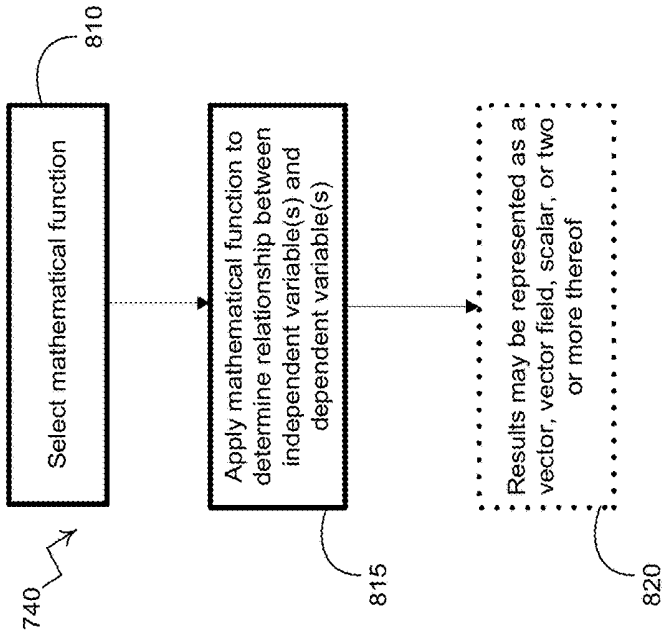 740
810
Select mathematical function
Apply mathematical function to
determine relationship between
independent variable(s) and
dependent variable(s)
815
Results may be represented as a
vector, vector field, scalar, or two
or more thereof
820